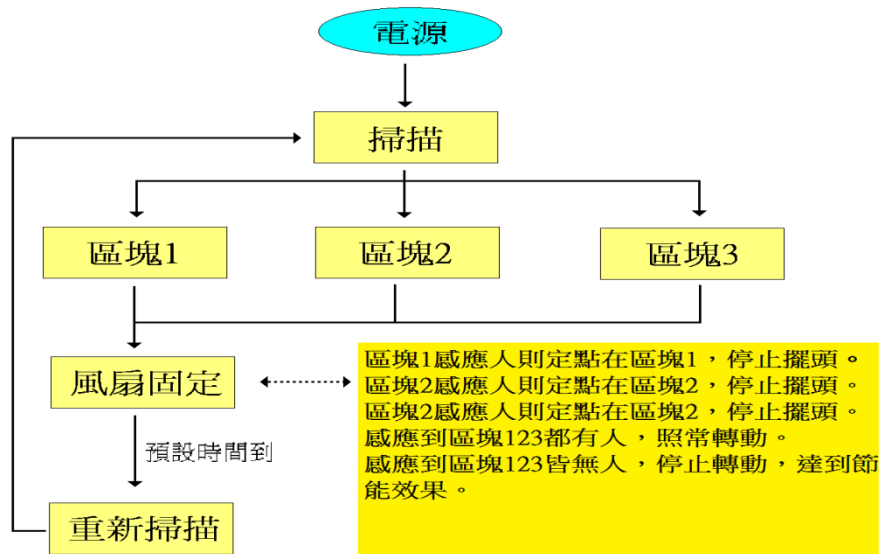 電源
掃描
區塊1
區塊2
區塊3
風扇固定
預設時間到
重新掃描
區塊1感應人則定點在區塊1，停止擺頭。
區塊2感應人則定點在區塊2，停止擺頭。
區塊2感應人則定點在區塊2，停止擺頭。
感應到區塊123都有人，照常轉動。
感應到區塊123皆無人，停止轉動，達到節
能效果。